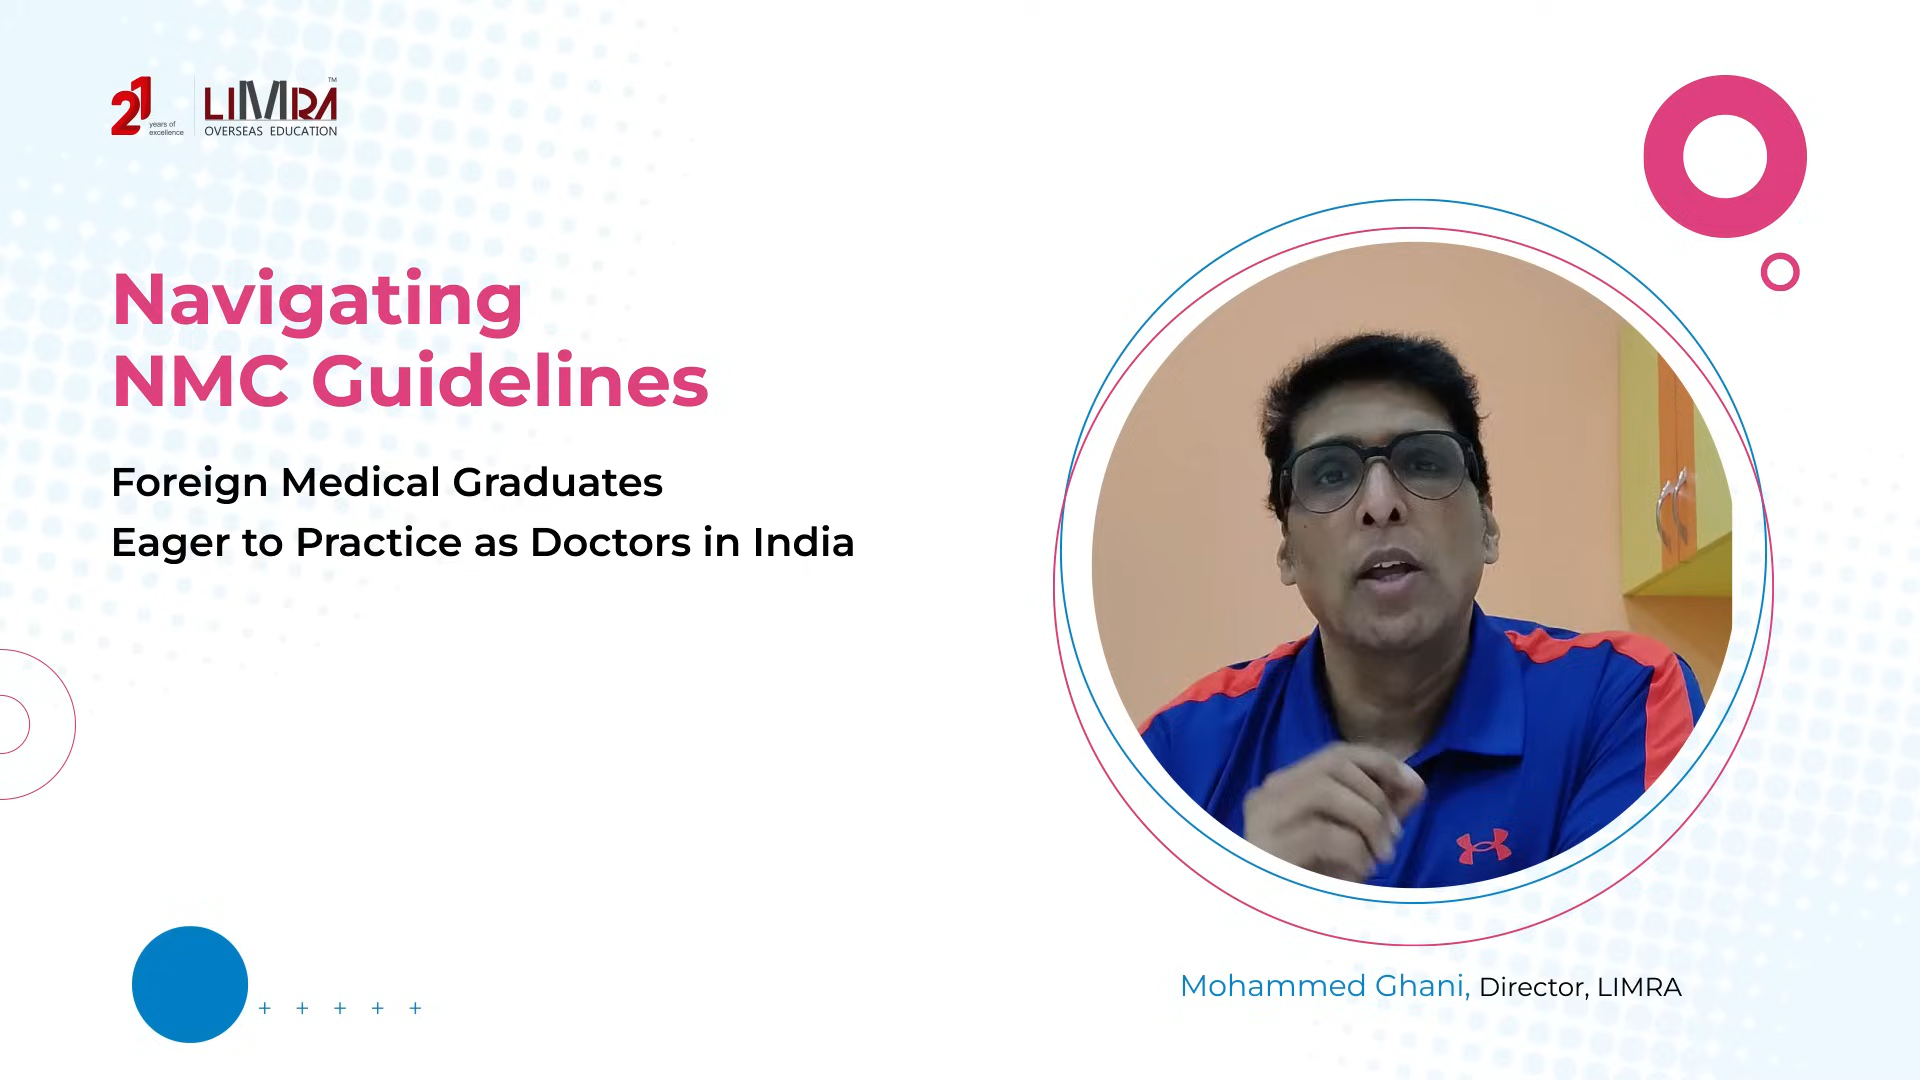 21 years of excellence
LIMRA™
OVERSEAS EDUCATION
Navigating
NMC Guidelines
Foreign Medical Graduates
Eager to Practice as Doctors in India
Mohammed Ghani, Director, LIMRA